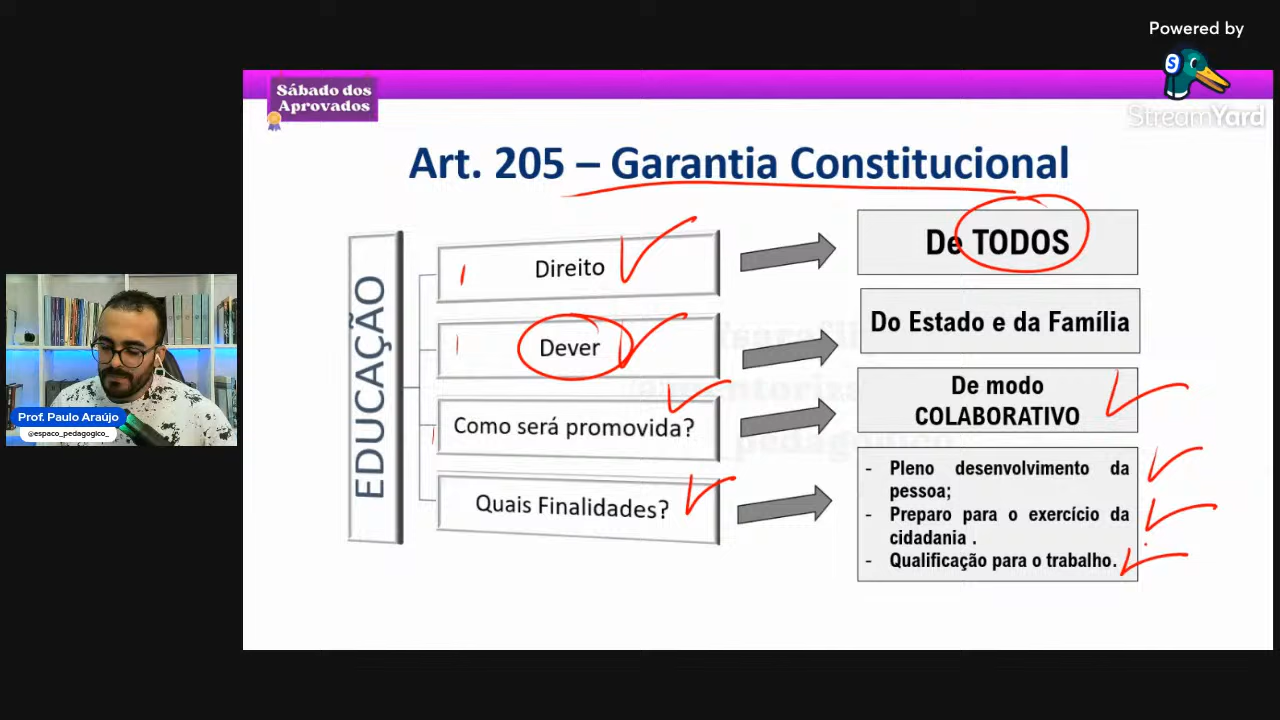 Powered by
StreamYard
Sábado dos
Aprovados
Art. 205 – Garantia Constitucional
EDUCAÇÃO
Direito
De TODOS
Dever
Do Estado e da Família
Como será promovida?
De modo
COLABORATIVO
Quais Finalidades?
- Pleno desenvolvimento da
pessoa;
- Preparo para o exercício da
cidadania .
- Qualificação para o trabalho.
Prof. Paulo Araújo
@espaco_pedagogico_